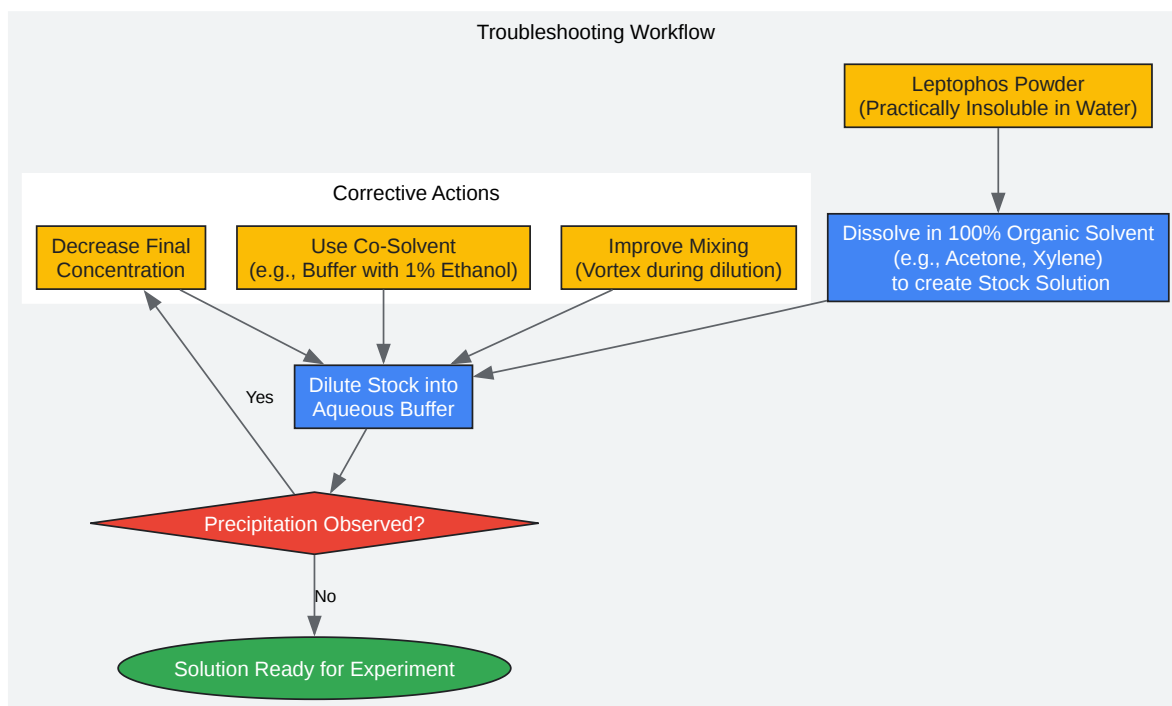 Troubleshooting Workflow
Leptophos Powder
(Practically Insoluble in Water)
Corrective Actions
Decrease Final
Concentration
Use Co-Solvent
(e.g., Buffer with 1% Ethanol)
Improve Mixing
(Vortex during dilution)
Dissolve in 100% Organic Solvent
(e.g., Acetone, Xylene)
to create Stock Solution
Dilute Stock into
Aqueous Buffer
Yes
Precipitation Observed?
No
Solution Ready for Experiment